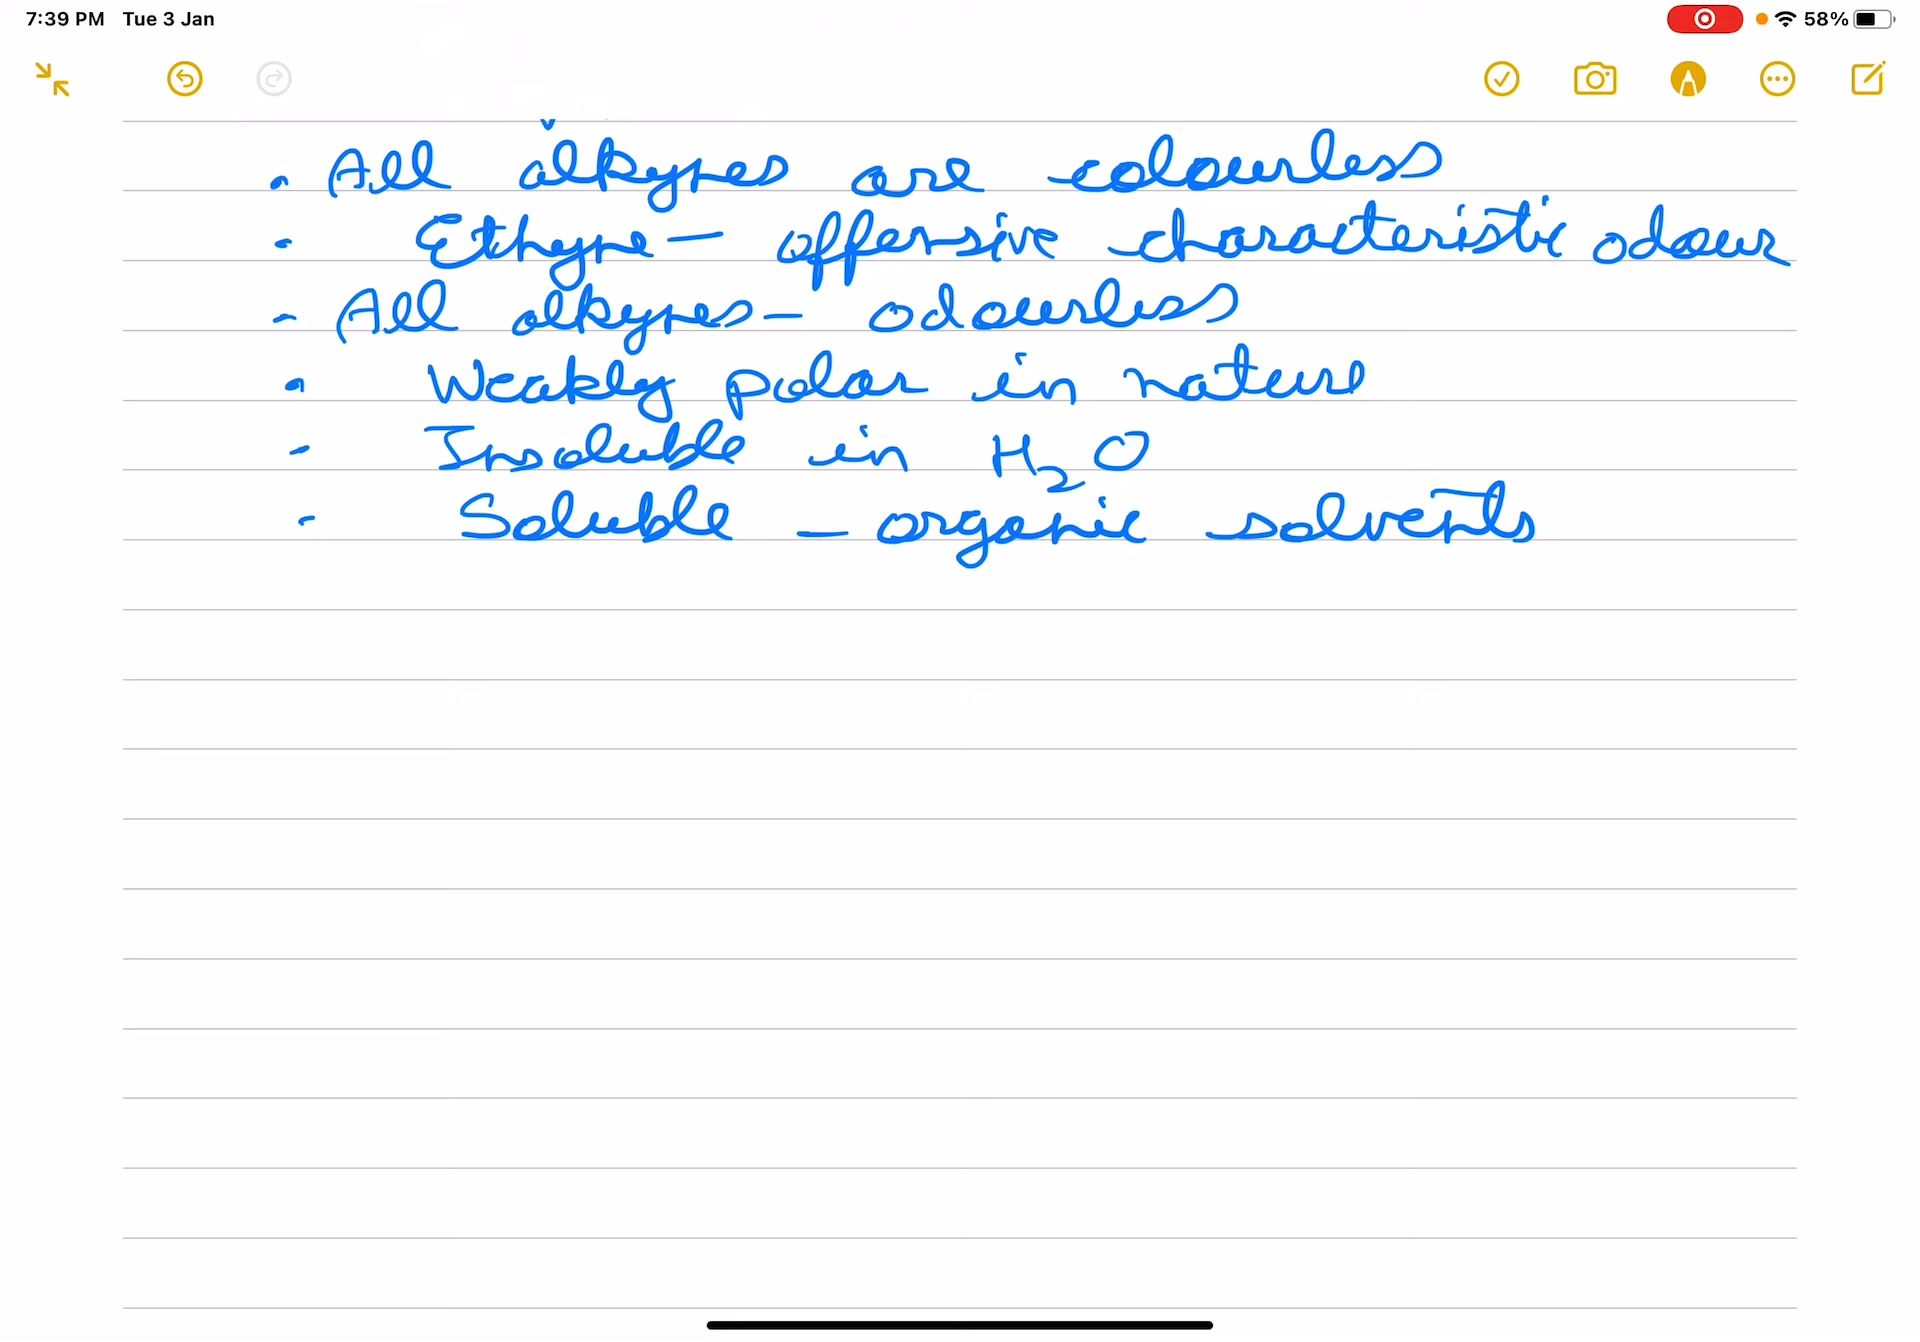 7:39 PM Tue 3 Jan 58%
• All alkynes are colourless
• Ethyne – offensive characteristic odour
- All alkynes – odourless
• Weakly polar in nature
- Insoluble in H₂O
- Soluble – organic solvents